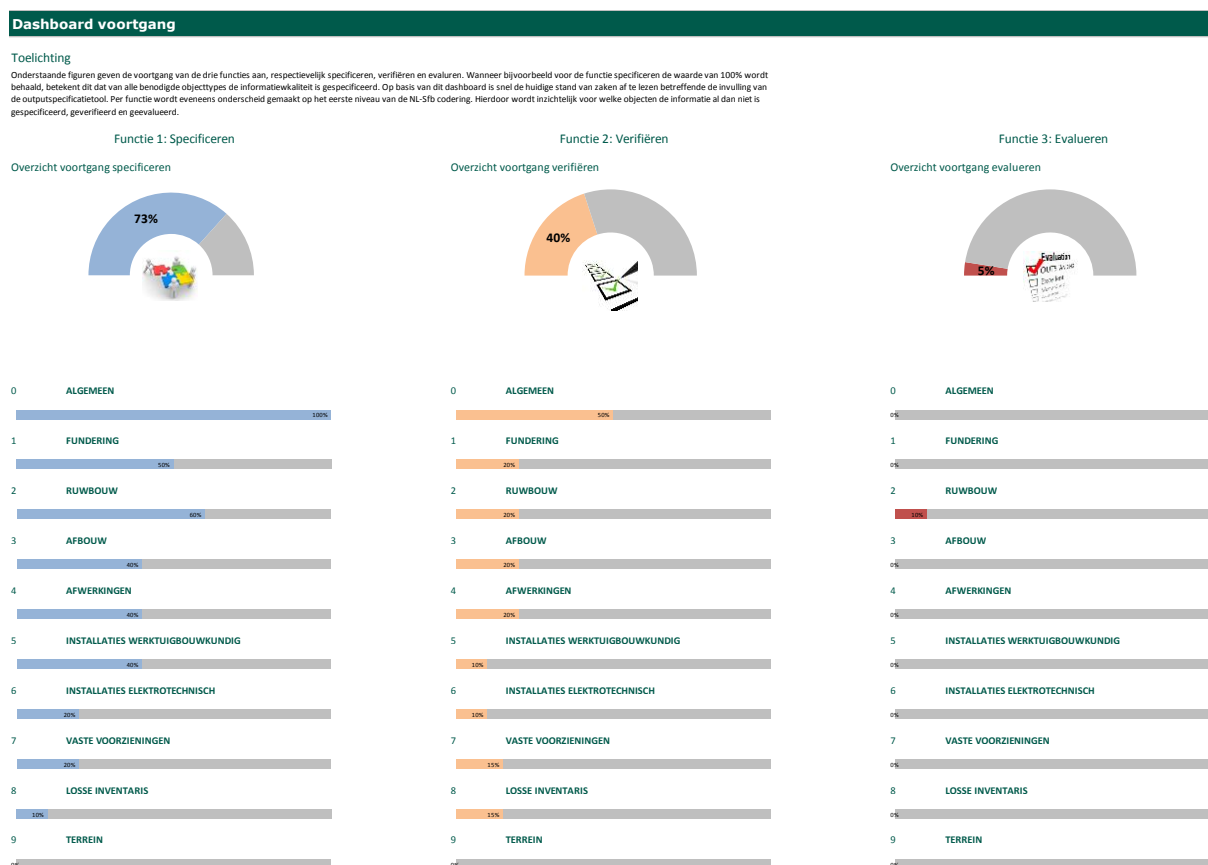 Dashboard voortgang
Toelichting
Onderstaande figuren geven de voortgang van de drie functies aan, respectievelijk specificeren, verifiëren en evaluren. Wanneer bijvoorbeeld voor de functie specificeren de waarde van 100% wordt
behaald, betekent dit dat van alle benodigde objecttypes de informatiewkaliteit is gespecificeerd. Op basis van dit dashboard is snel de huidige stand van zaken af te lezen betreffende de invulling van
de outputspecificatietool. Per functie wordt eveneens onderscheid gemaakt op het eerste niveau van de NL-Sfb codering. Hierdoor wordt inzichtelijk voor welke objecten de informatie al dan niet is
gespecificeerd, geverifieerd en geevalueerd.
Functie 1: Specificeren
Overzicht voortgang specificeren
73%
0 ALGEMEEN
100%
1 FUNDERING
50%
2 RUWBOUW
60%
3 AFBOUW
40%
4 AFWERKINGEN
40%
5 INSTALLATIES WERKTUIGBOUWKUNDIG
40%
6 INSTALLATIES ELEKTROTECHNISCH
20%
7 VASTE VOORZIENINGEN
20%
8 LOSSE INVENTARIS
10%
9 TERREIN
Functie 2: Verifiëren
Overzicht voortgang verifiëren
40%
0 ALGEMEEN
50%
1 FUNDERING
20%
2 RUWBOUW
20%
3 AFBOUW
20%
4 AFWERKINGEN
20%
5 INSTALLATIES WERKTUIGBOUWKUNDIG
10%
6 INSTALLATIES ELEKTROTECHNISCH
10%
7 VASTE VOORZIENINGEN
15%
8 LOSSE INVENTARIS
15%
9 TERREIN
Functie 3: Evalueren
Overzicht voortgang evalueren
5%
Evaluation
0 ALGEMEEN
0%
1 FUNDERING
0%
2 RUWBOUW
10%
3 AFBOUW
0%
4 AFWERKINGEN
0%
5 INSTALLATIES WERKTUIGBOUWKUNDIG
0%
6 INSTALLATIES ELEKTROTECHNISCH
0%
7 VASTE VOORZIENINGEN
0%
8 LOSSE INVENTARIS
0%
9 TERREIN